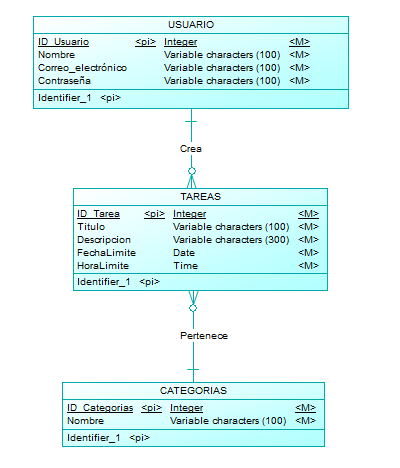 USUARIO
ID_Usuario <pi> Integer <M>
Nombre Variable characters (100) <M>
Correo_electrónico Variable characters (100) <M>
Contraseña Variable characters (100) <M>
Identifier_1 <pi>
Crea
TAREAS
ID_Tarea <pi> Integer <M>
Titulo Variable characters (100) <M>
Descripcion Variable characters (300) <M>
FechaLimite Date <M>
HoraLimite Time <M>
Identifier_1 <pi>
Pertenece
CATEGORIAS
ID_Categorias <pi> Integer <M>
Nombre Variable characters (100) <M>
Identifier_1 <pi>